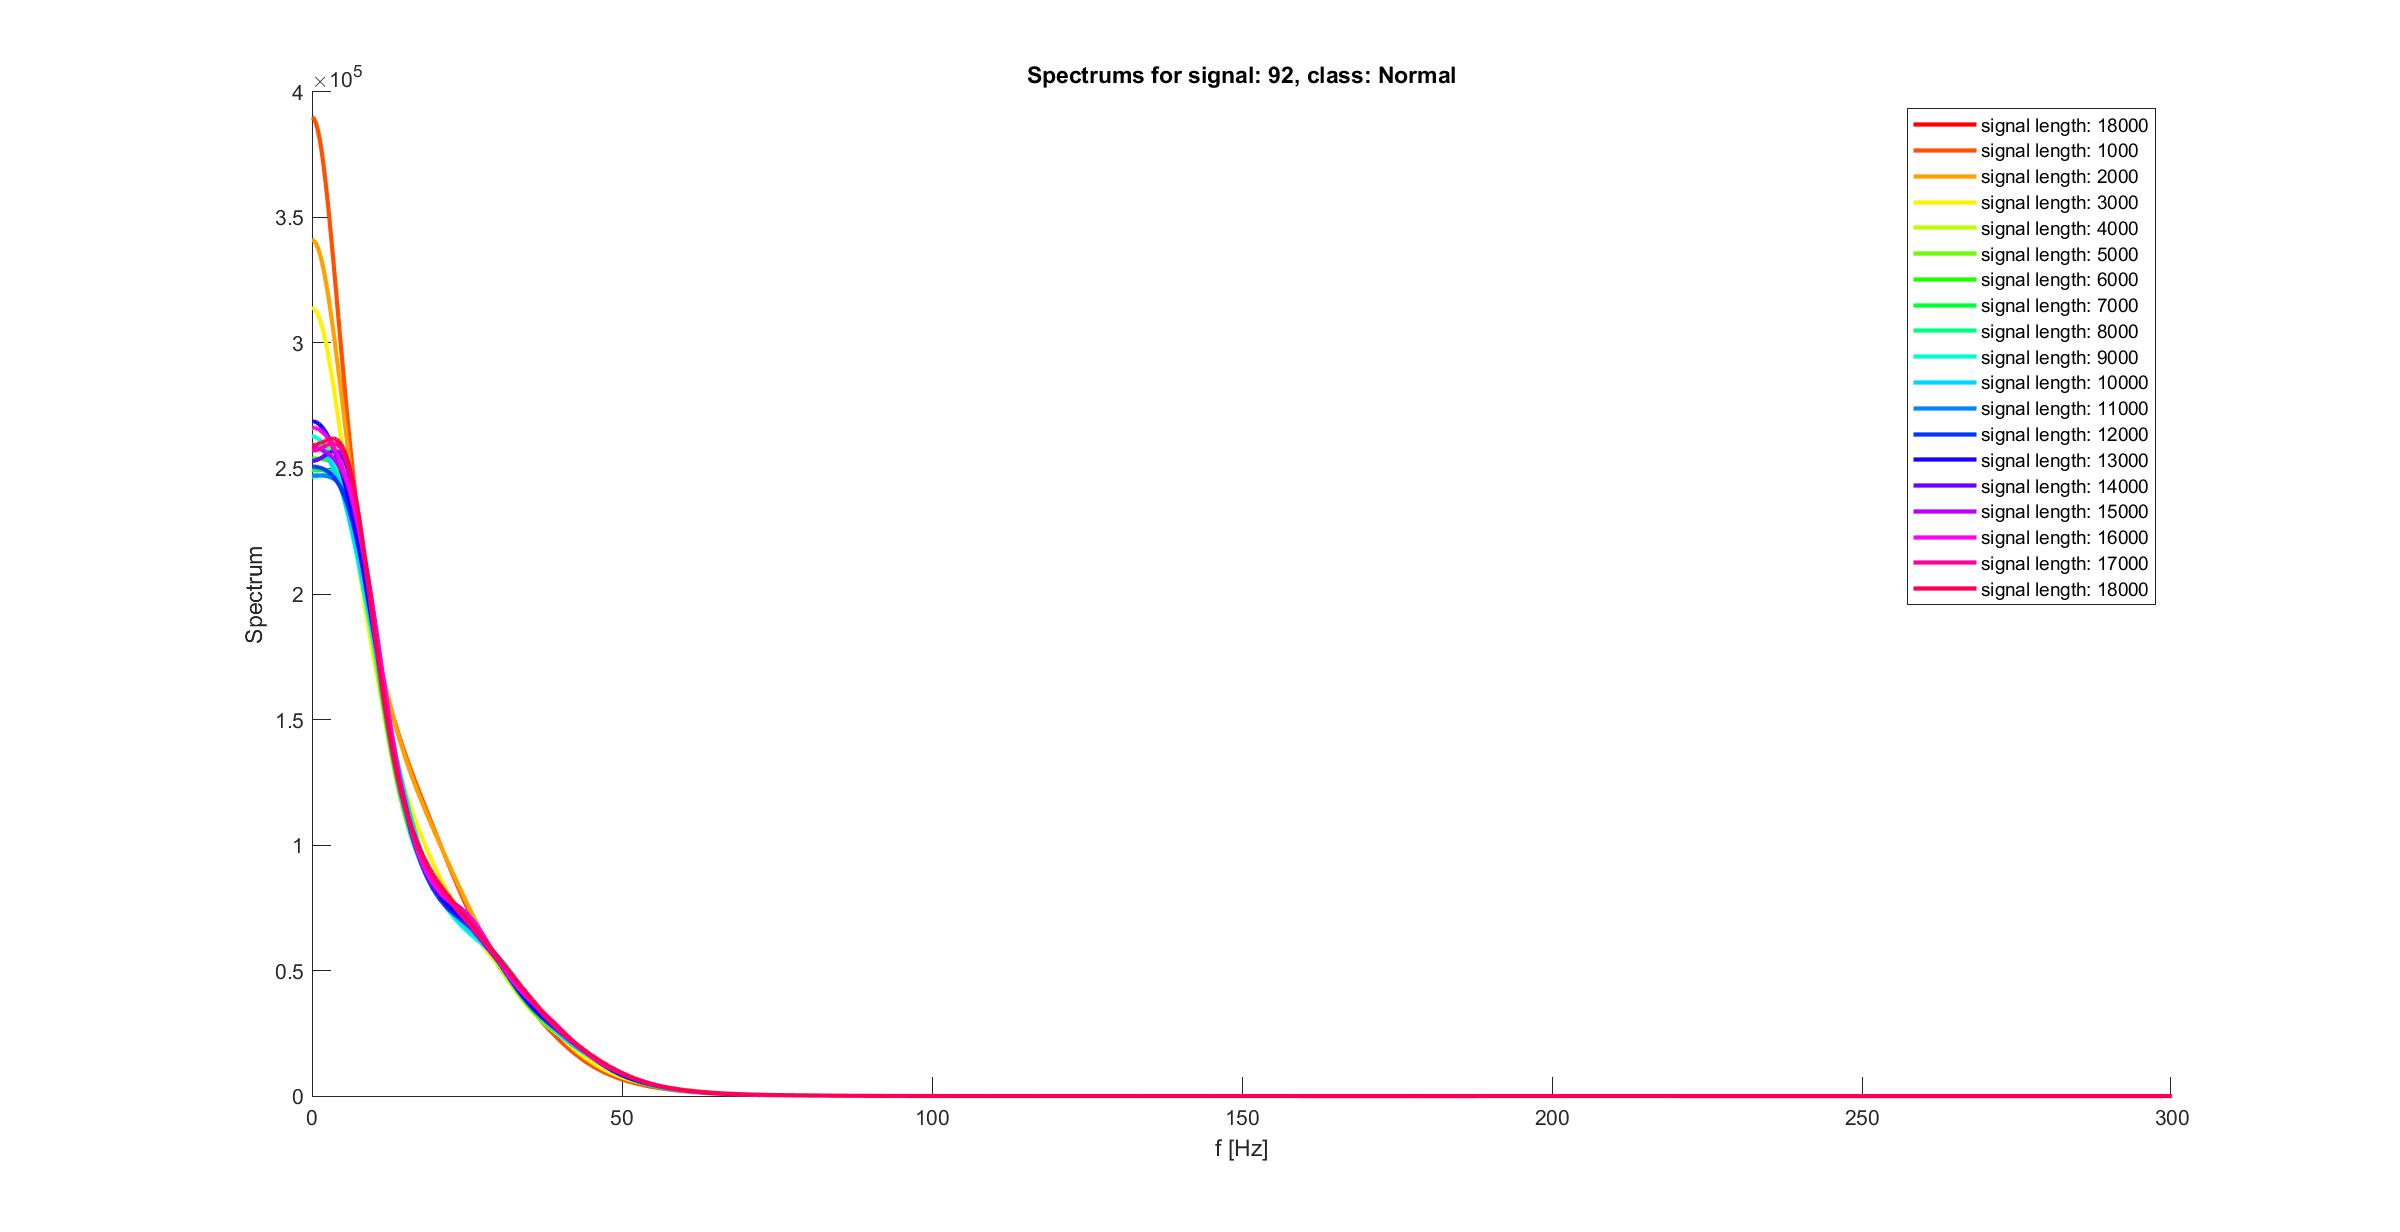 Spectrums for signal: 92, class: Normal
×10^5
4
3.5
3
2.5
2
1.5
1
0.5
0
Spectrum
0 50 100 150 200 250 300
f [Hz]
signal length: 18000
signal length: 1000
signal length: 2000
signal length: 3000
signal length: 4000
signal length: 5000
signal length: 6000
signal length: 7000
signal length: 8000
signal length: 9000
signal length: 10000
signal length: 11000
signal length: 12000
signal length: 13000
signal length: 14000
signal length: 15000
signal length: 16000
signal length: 17000
signal length: 18000